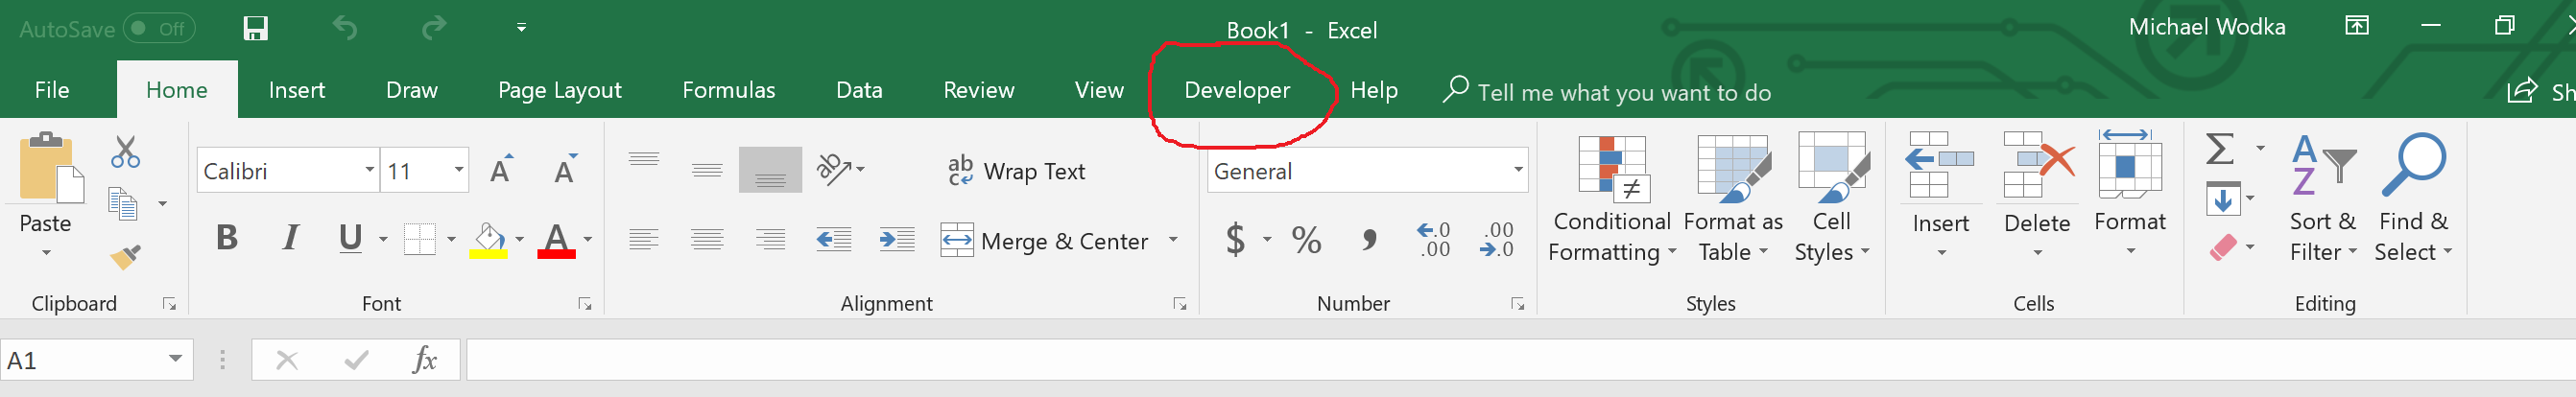 AutoSave Off
Book1 - Excel
Michael Wodka
File Home Insert Draw Page Layout Formulas Data Review View Developer Help Tell me what you want to do
Paste
Clipboard
Calibri 11
B I U A
Font
Wrap Text
Merge & Center
Alignment
General
$ % , .0 .00 .00 .0
Number
Conditional Formatting
Format as Table
Cell Styles
Styles
Insert
Delete
Format
Cells
Sort & Filter
Find & Select
Editing
A1 fx